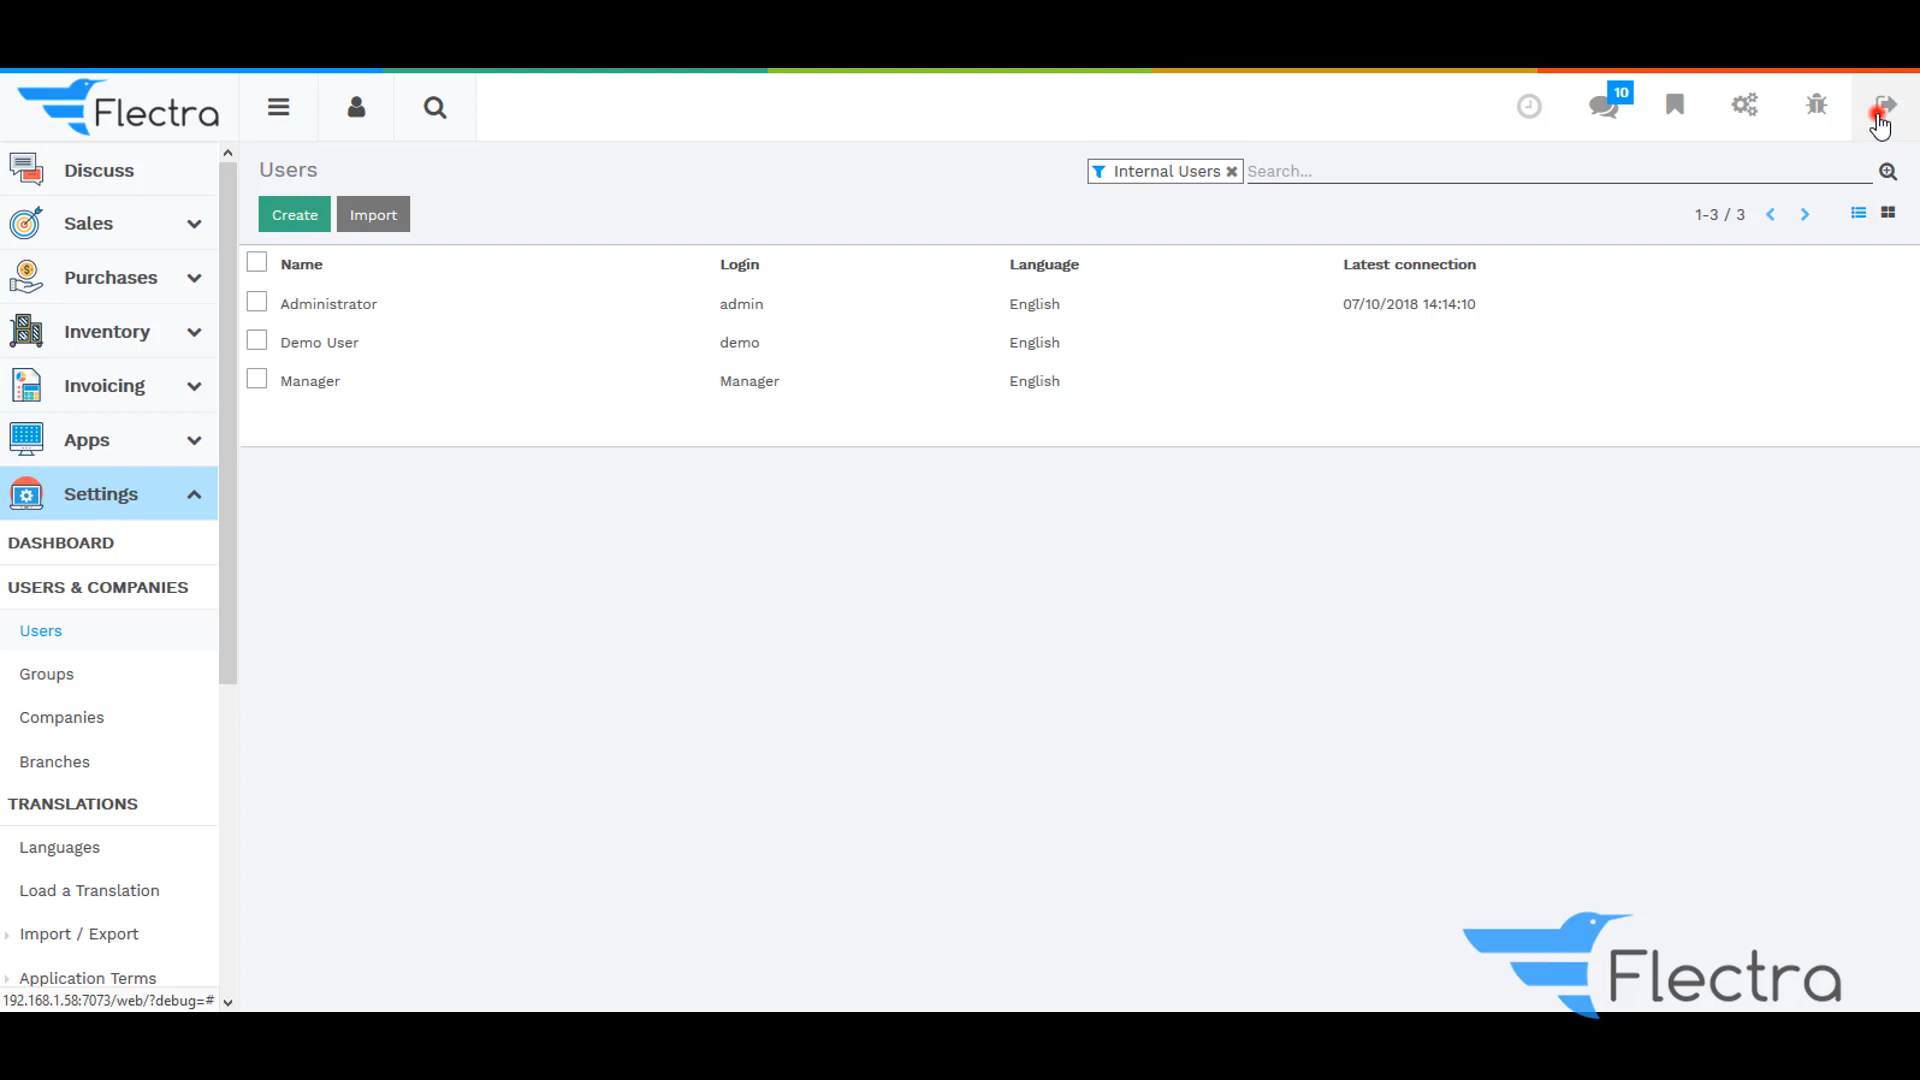 Flectra
10
Discuss
Sales
Purchases
Inventory
Invoicing
Apps
Settings
DASHBOARD
USERS & COMPANIES
Users
Groups
Companies
Branches
TRANSLATIONS
Languages
Load a Translation
Import / Export
Application Terms
192.168.1.58:7073/web/?debug=#
Users
Internal Users Search...
Create Import
1-3 / 3
Name Login Language Latest connection
Administrator admin English 07/10/2018 14:14:10
Demo User demo English
Manager Manager English
Flectra